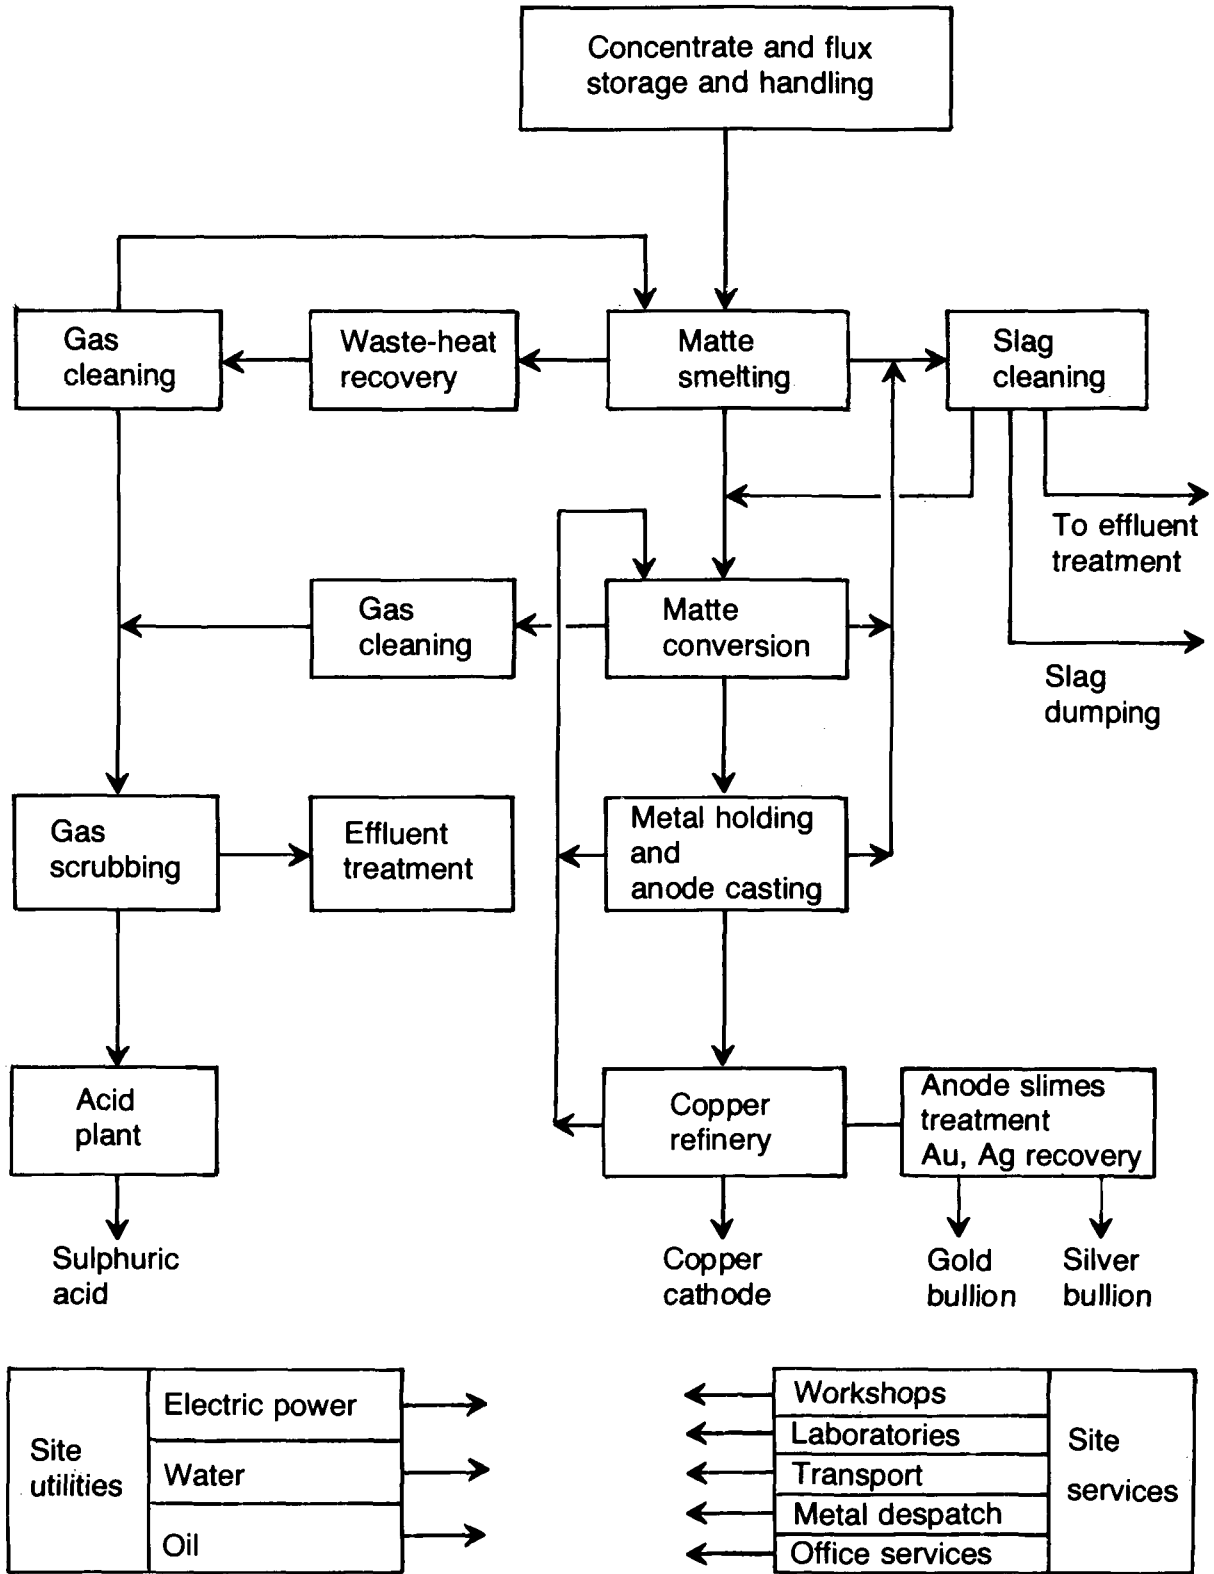 Concentrate and flux
storage and handling
Gas
cleaning
Waste-heat
recovery
Matte
smelting
Slag
cleaning
To effluent
treatment
Gas
cleaning
Matte
conversion
Slag
dumping
Gas
scrubbing
Effluent
treatment
Metal holding
and
anode casting
Acid
plant
Copper
refinery
Anode slimes
treatment
Au, Ag recovery
Sulphuric
acid
Copper
cathode
Gold
bullion
Silver
bullion
Site
utilities
Electric power
Water
Oil
Workshops
Laboratories
Transport
Metal despatch
Office services
Site
services